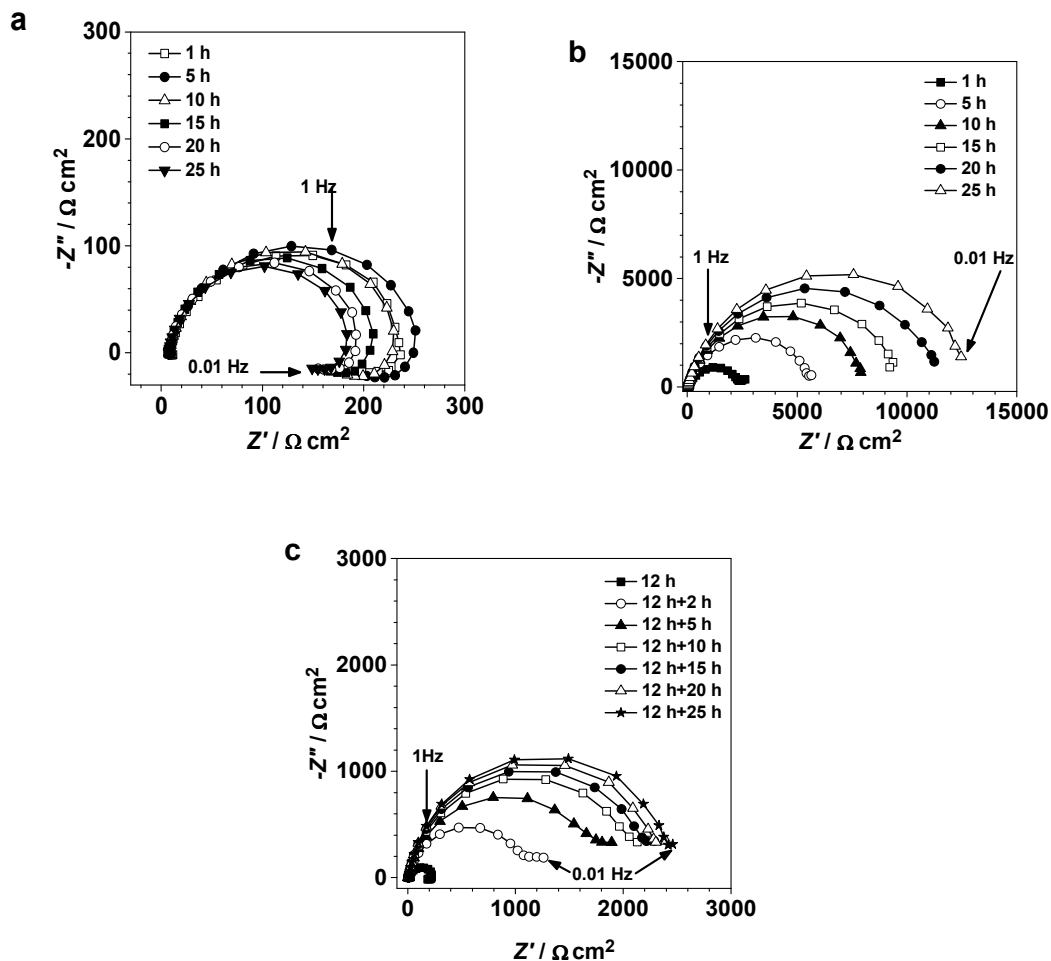 a
300
200
100
0
-Z" / Ω cm2
1 h
5 h
10 h
15 h
20 h
25 h
1 Hz
0.01 Hz
0 100 200 300
Z' / Ω cm2
b
15000
10000
5000
0
-Z" / Ω cm2
1 h
5 h
10 h
15 h
20 h
25 h
1 Hz
0.01 Hz
0 5000 10000 15000
Z' / Ω cm2
c
3000
2000
1000
0
-Z" / Ω cm2
12 h
12 h+2 h
12 h+5 h
12 h+10 h
12 h+15 h
12 h+20 h
12 h+25 h
1Hz
0.01 Hz
0 1000 2000 3000
Z' / Ω cm2